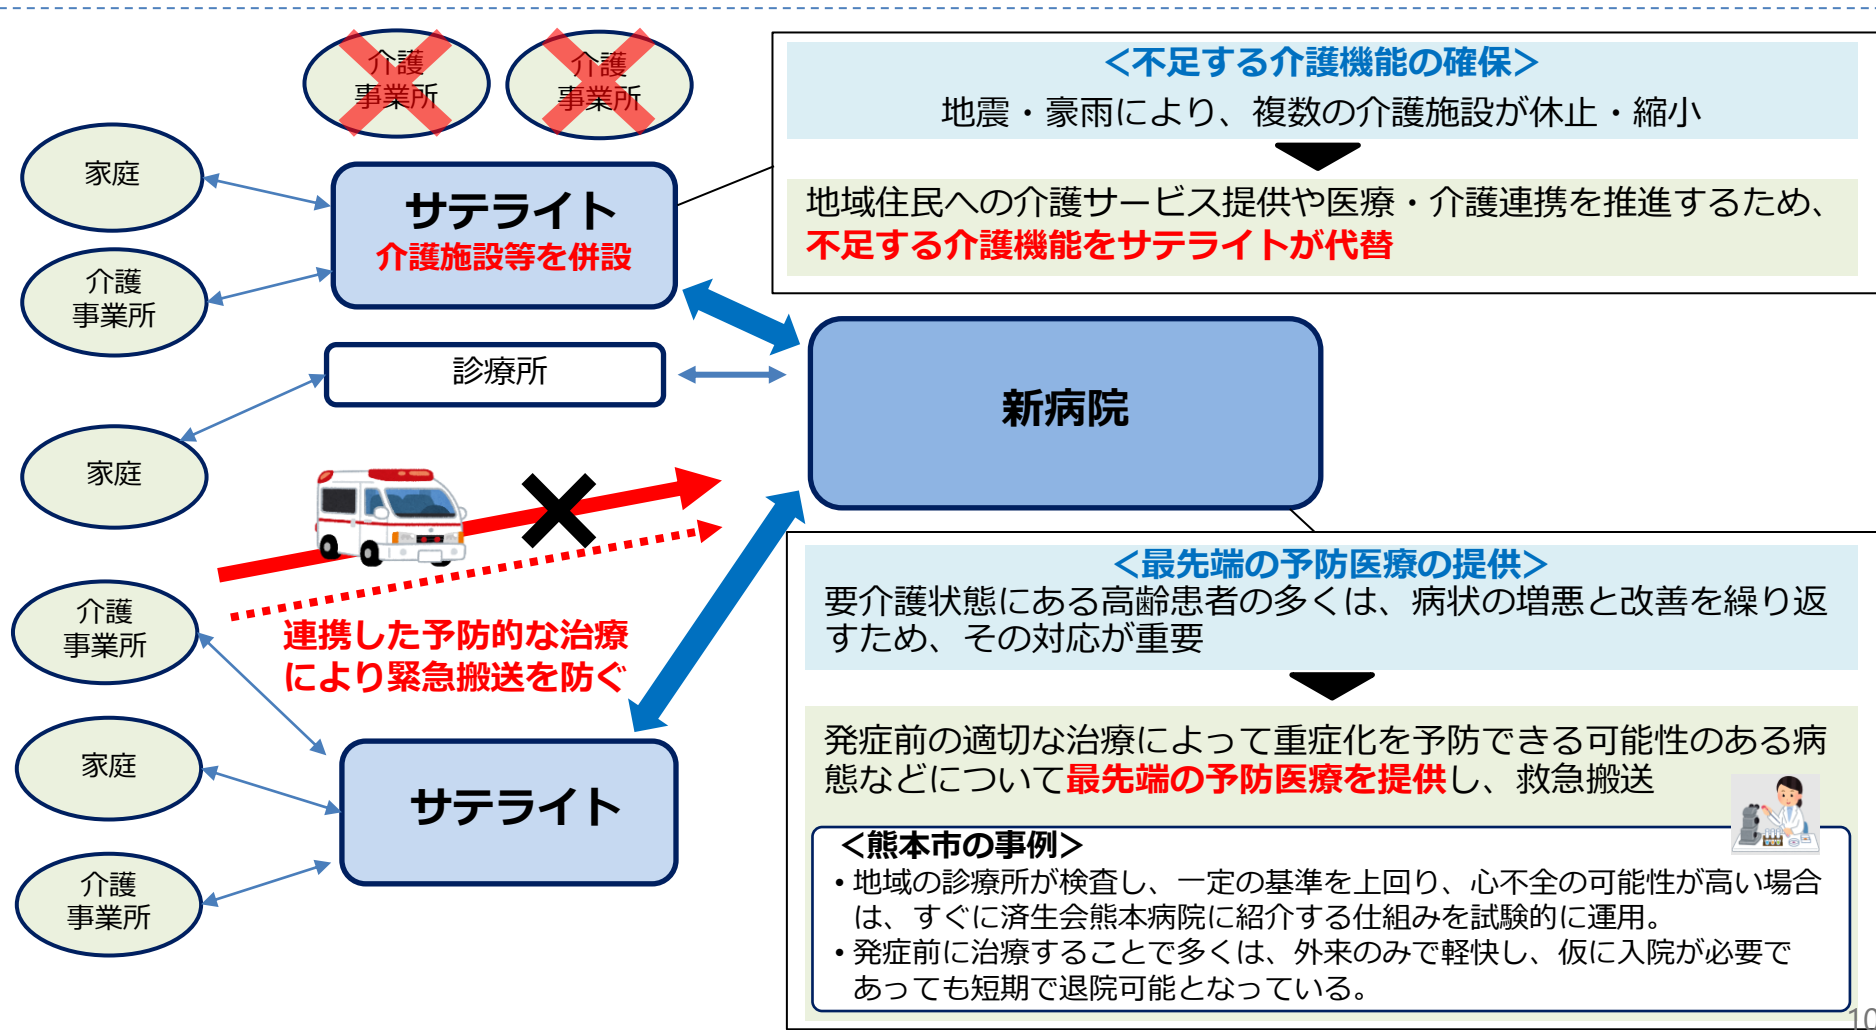 介護
事業所
介護
事業所
<不足する介護機能の確保>
地震・豪雨により、複数の介護施設が休止・縮小
地域住民への介護サービス提供や医療・介護連携を推進するため、
不足する介護機能をサテライトが代替
家庭
サテライト
介護施設等を併設
介護
事業所
診療所
新病院
家庭
連携した予防的な治療
により緊急搬送を防ぐ
介護
事業所
家庭
サテライト
介護
事業所
<最先端の予防医療の提供>
要介護状態にある高齢患者の多くは、病状の増悪と改善を繰り返
すため、その対応が重要
発症前の適切な治療によって重症化を予防できる可能性のある病
態などについて最先端の予防医療を提供し、救急搬送
<熊本市の事例>
・地域の診療所が検査し、一定の基準を上回り、心不全の可能性が高い場合
は、すぐに済生会熊本病院に紹介する仕組みを試験的に運用。
・発症前に治療することで多くは、外来のみで軽快し、仮に入院が必要で
あっても短期で退院可能となっている。
10